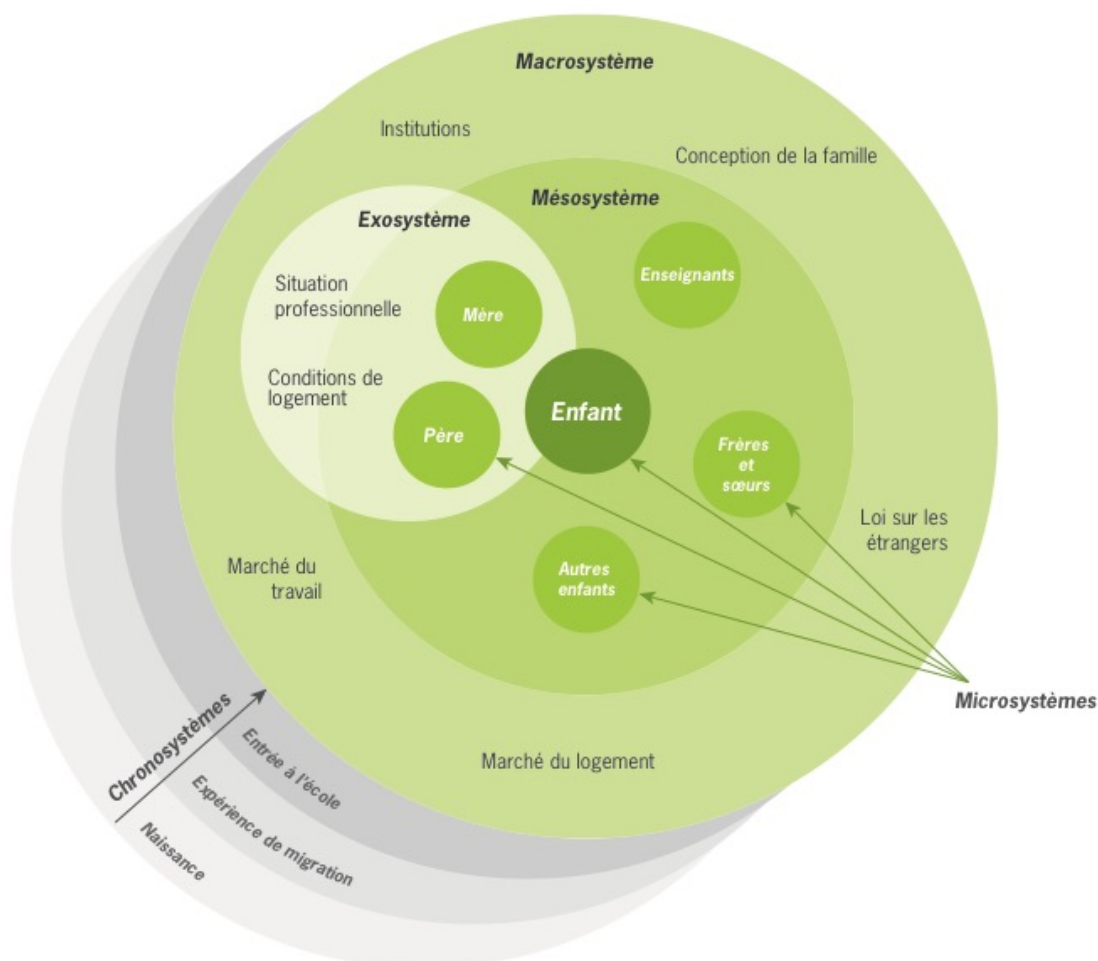 Macrosystème
Institutions
Conception de la famille
Mésosystème
Exosystème
Enseignants
Situation
professionnelle
Mère
Conditions de
logement
Enfant
Père
Frères
et
sœurs
Loi sur les
étrangers
Autres
enfants
Marché du
travail
Microsystèmes
Marché du logement
Chronosystèmes
Entrée à l'école
Expérience de migration
Naissance